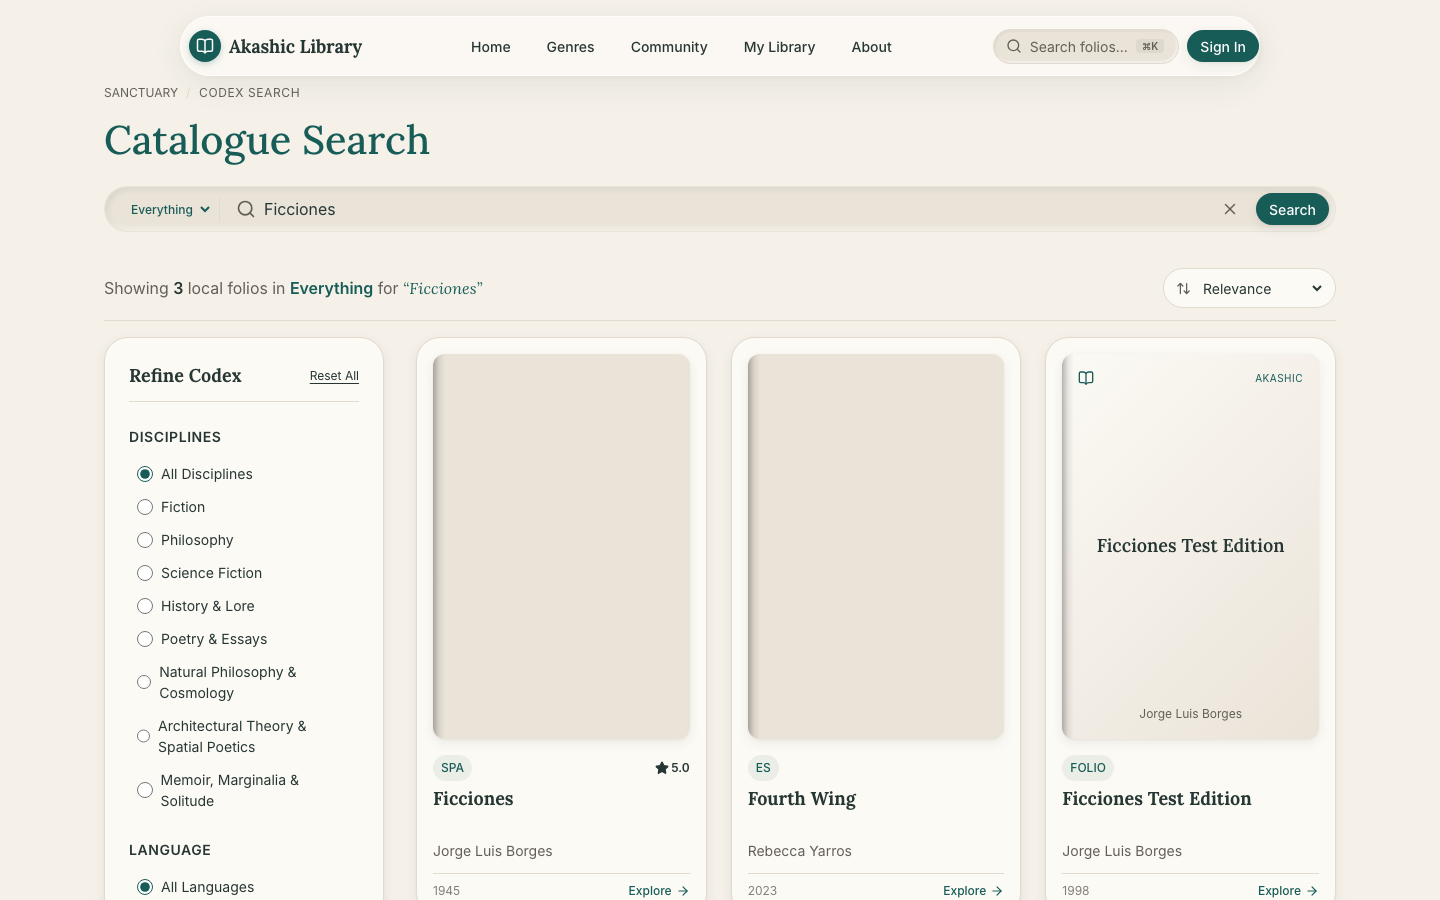 Akashic Library
Home
Genres
Community
My Library
About
Search folios...
⌘K
Sign In
SANCTUARY / CODEX SEARCH
Catalogue Search
Everything
Ficciones
Search
Showing 3 local folios in Everything for “Ficciones”
Relevance
Refine Codex
Reset All
DISCIPLINES
All Disciplines
Fiction
Philosophy
Science Fiction
History & Lore
Poetry & Essays
Natural Philosophy &
Cosmology
Architectural Theory &
Spatial Poetics
Memoir, Marginalia &
Solitude
LANGUAGE
All Languages
SPA
5.0
Ficciones
Jorge Luis Borges
1945
Explore →
ES
Fourth Wing
Rebecca Yarros
2023
Explore →
AKASHIC
Ficciones Test Edition
Jorge Luis Borges
FOLIO
Ficciones Test Edition
Jorge Luis Borges
1998
Explore →